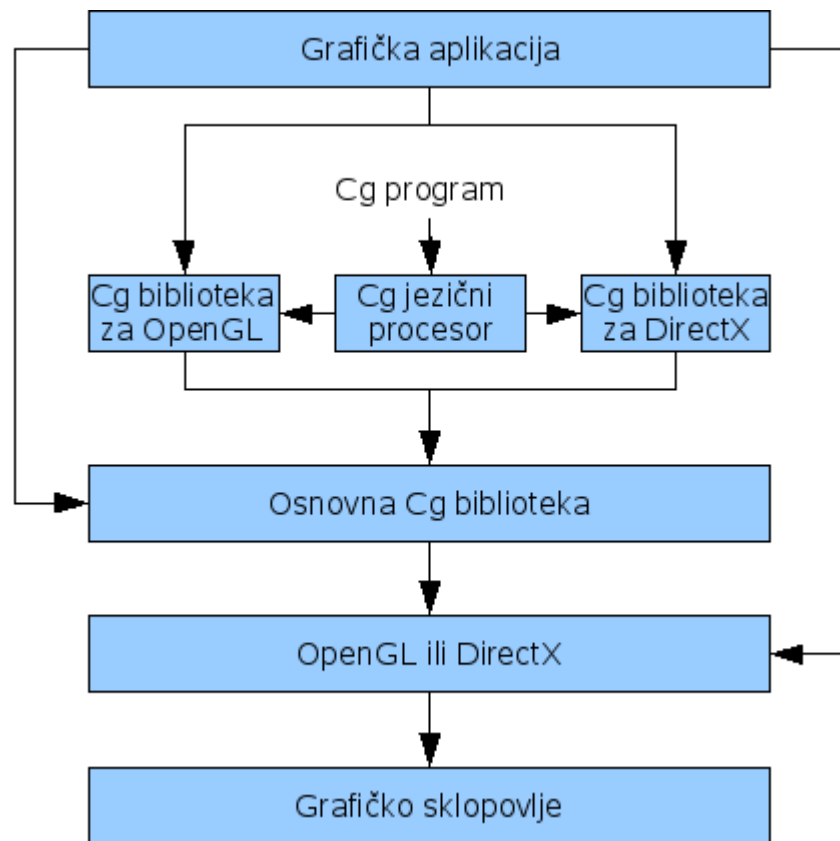 Grafička aplikacija
Cg program
Cg biblioteka
za OpenGL
Cg jezični
procesor
Cg biblioteka
za DirectX
Osnovna Cg biblioteka
OpenGL ili DirectX
Grafičko sklopovlje